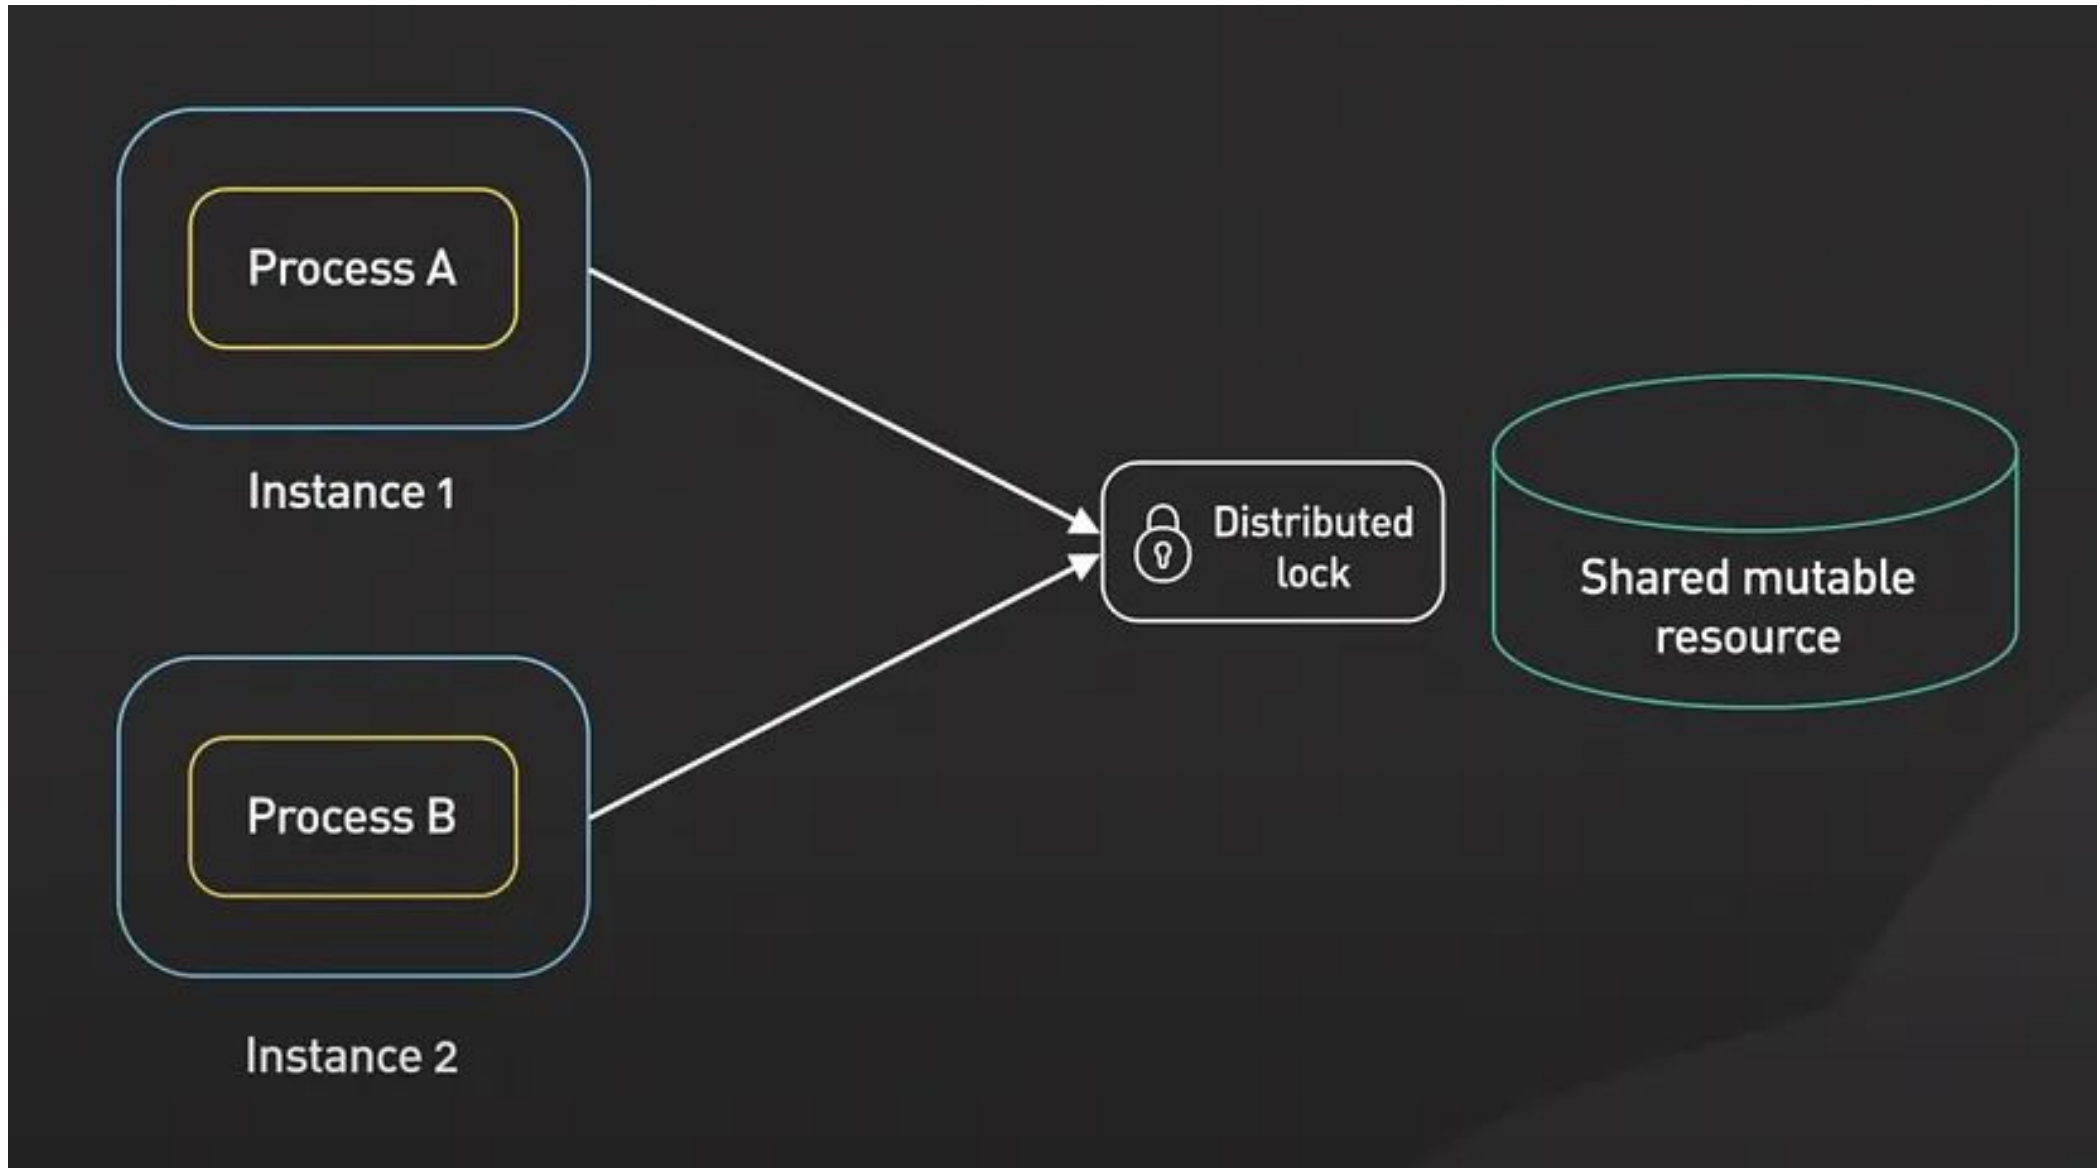 Process A
Instance 1
Distributed
lock
Shared mutable
resource
Process B
Instance 2